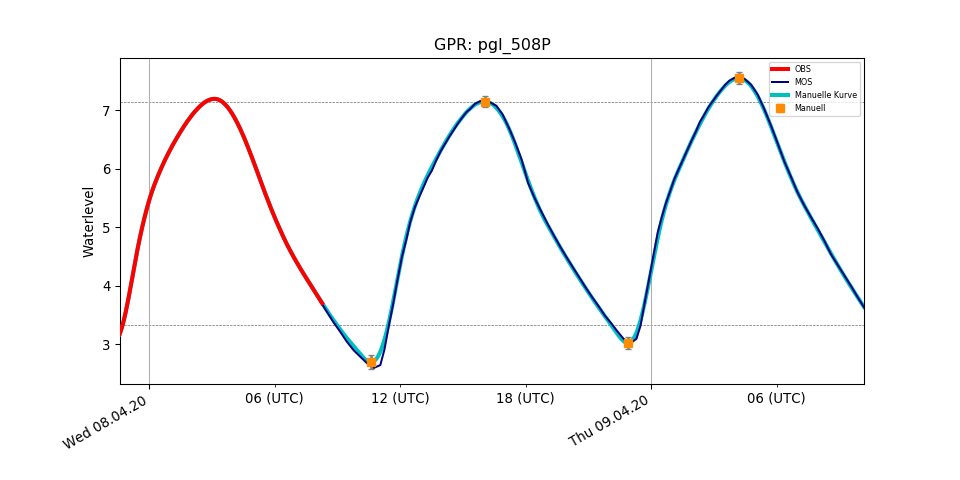 GPR: pgl_508P
OBS
MOS
Manuelle Kurve
Manuell
Waterlevel
7
6
5
4
3
Wed 08.04.20
06 (UTC)
12 (UTC)
18 (UTC)
Thu 09.04.20
06 (UTC)